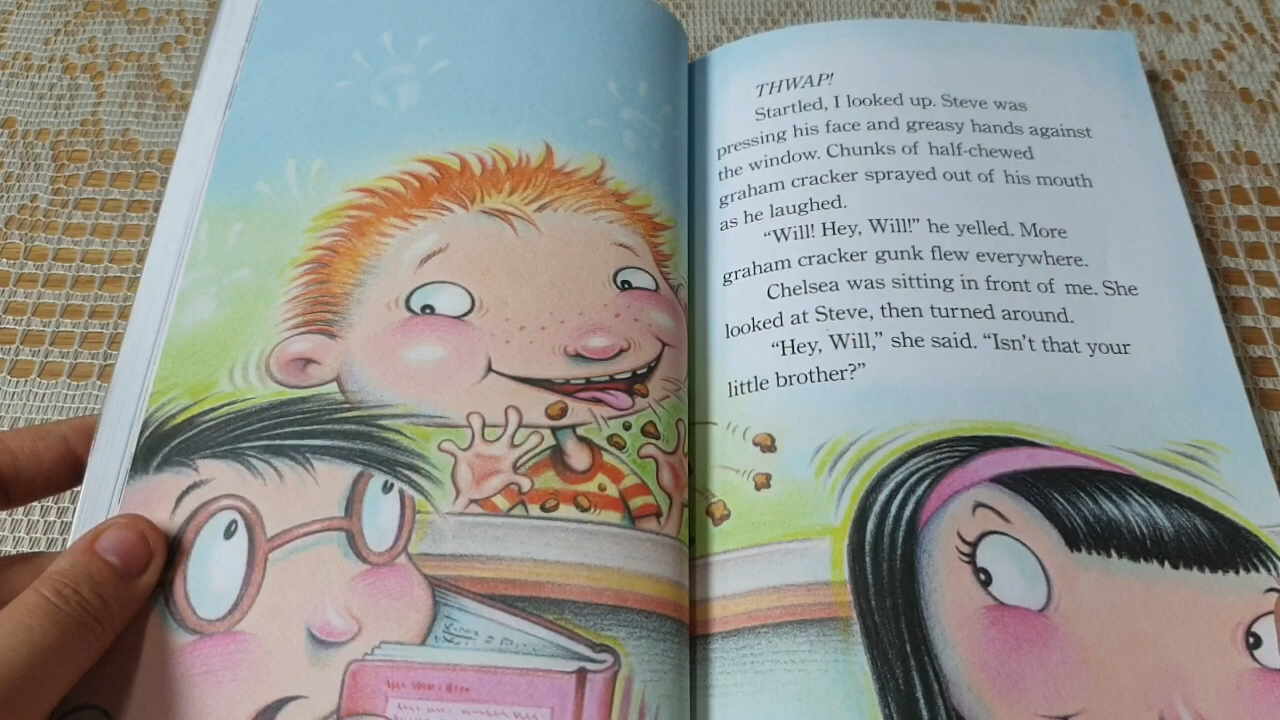 THWAP!
Startled, I looked up. Steve was
pressing his face and greasy hands against
the window. Chunks of half-chewed
graham cracker sprayed out of his mouth
as he laughed.
“Will! Hey, Will!” he yelled. More
graham cracker gunk flew everywhere.
Chelsea was sitting in front of me. She
looked at Steve, then turned around.
“Hey, Will,” she said. “Isn’t that your
little brother?”